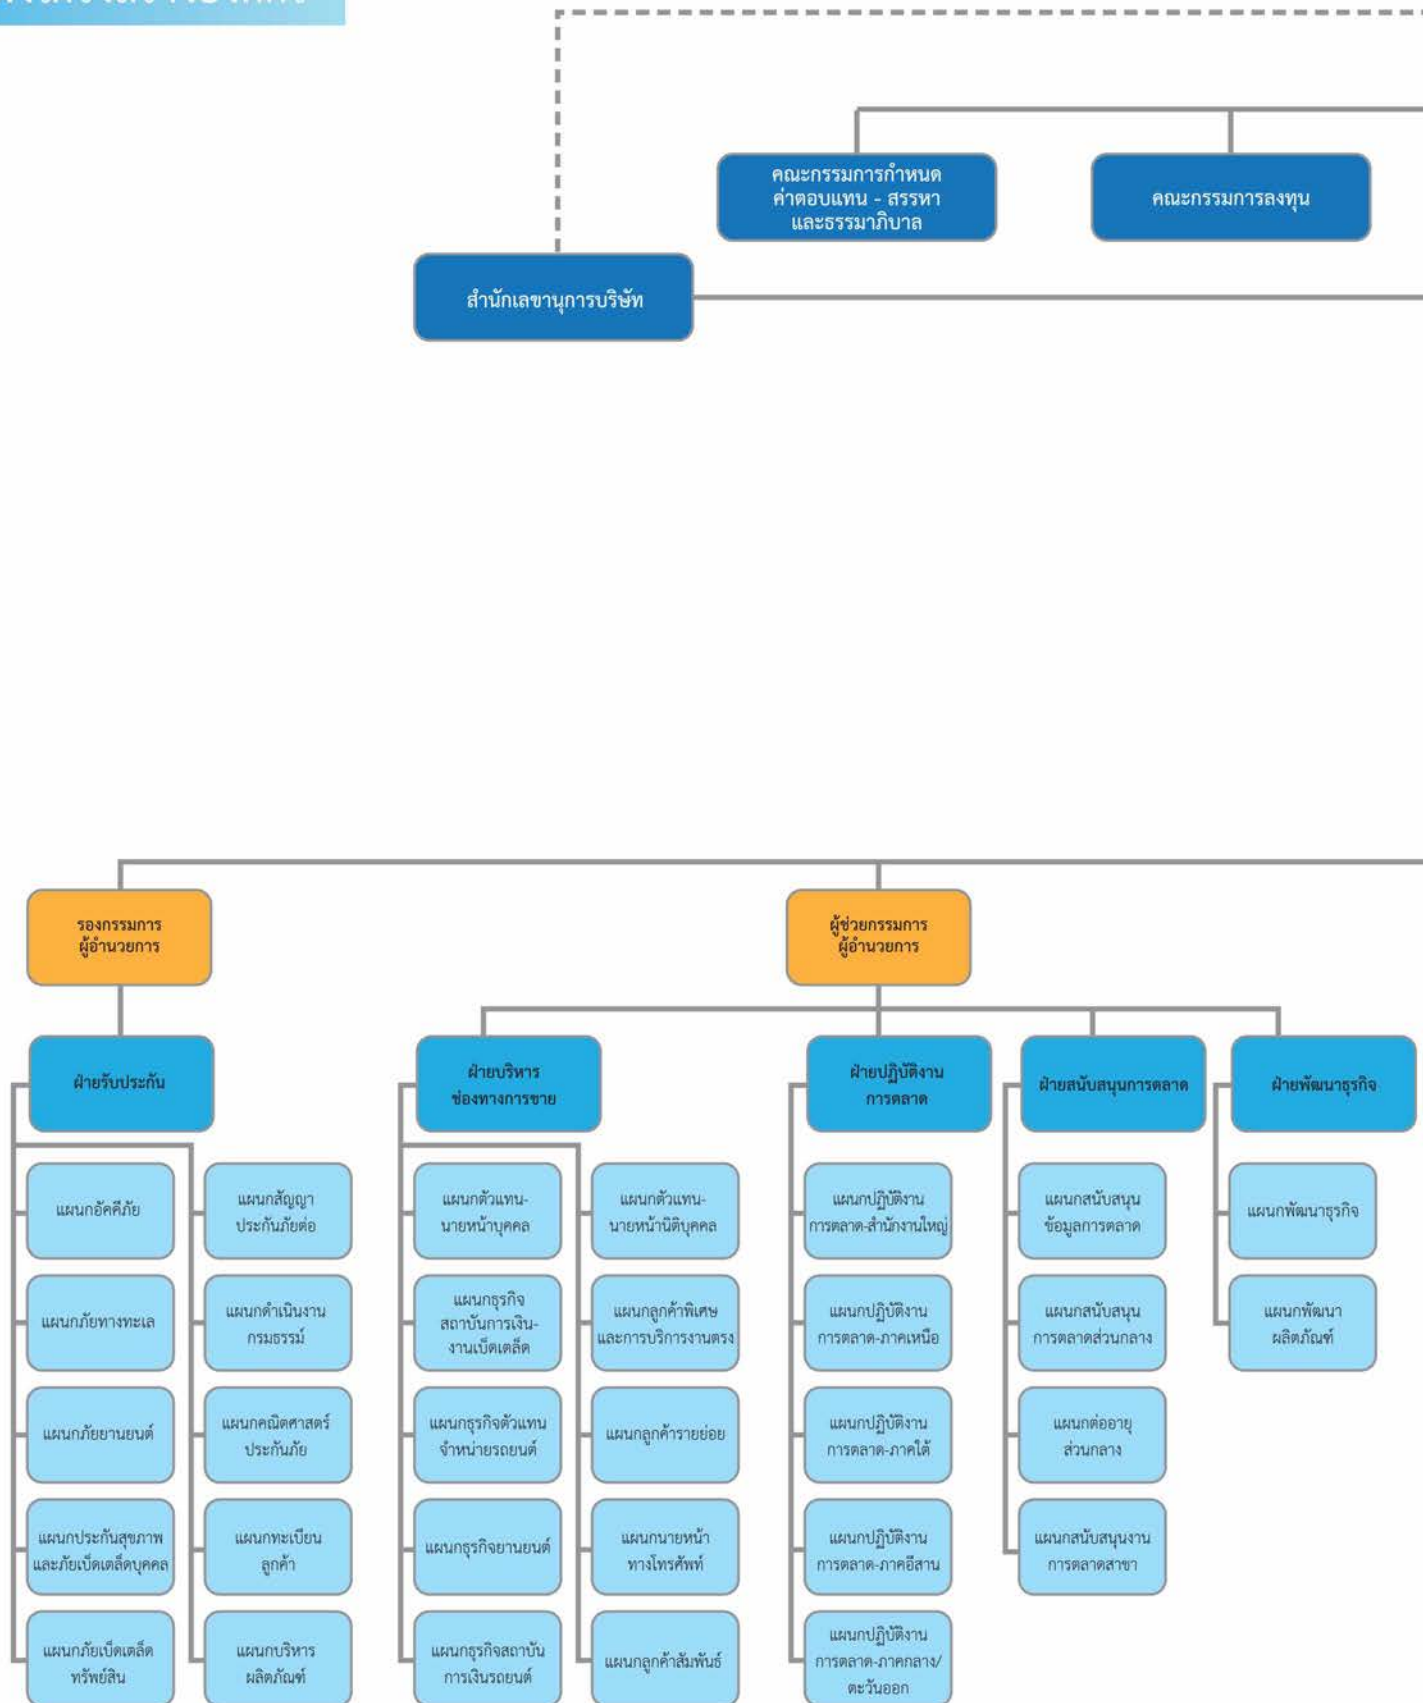 คณะกรรมการกำหนด
ค่าตอบแทน - สรรหา
และธรรมาภิบาล
คณะกรรมการลงทุน
สำนักเลขานุการบริษัท
รองกรรมการ
ผู้อำนวยการ
ผู้ช่วยกรรมการ
ผู้อำนวยการ
ฝ่ายรับประกัน
ฝ่ายบริหาร
ช่องทางการขาย
ฝ่ายปฏิบัติงาน
การตลาด
ฝ่ายสนับสนุนการตลาด
ฝ่ายพัฒนาธุรกิจ
แผนกอัคคีภัย
แผนกสัญญา
ประกันภัยต่อ
แผนกตัวแทน-
นายหน้าบุคคล
แผนกตัวแทน-
นายหน้านิติบุคคล
แผนกปฏิบัติงาน
การตลาด-สำนักงานใหญ่
แผนกสนับสนุน
ข้อมูลการตลาด
แผนกพัฒนาธุรกิจ
แผนกภัยทางทะเล
แผนกดำเนินงาน
กรมธรรม์
แผนกธุรกิจ
สถาบันการเงิน-
งานเบ็ดเตล็ด
แผนกลูกค้าพิเศษ
และการบริการงานตรง
แผนกปฏิบัติงาน
การตลาด-ภาคเหนือ
แผนกสนับสนุน
การตลาดส่วนกลาง
แผนกพัฒนา
ผลิตภัณฑ์
แผนกภัยยานยนต์
แผนกคณิตศาสตร์
ประกันภัย
แผนกธุรกิจตัวแทน
จำหน่ายรถยนต์
แผนกลูกค้ารายย่อย
แผนกปฏิบัติงาน
การตลาด-ภาคใต้
แผนกต่ออายุ
ส่วนกลาง
แผนกประกันสุขภาพ
และภัยเบ็ดเตล็ดบุคคล
แผนกทะเบียน
ลูกค้า
แผนกธุรกิจยานยนต์
แผนกนายหน้า
ทางโทรศัพท์
แผนกปฏิบัติงาน
การตลาด-ภาคอีสาน
แผนกสนับสนุนงาน
การตลาดสาขา
แผนกภัยเบ็ดเตล็ด
ทรัพย์สิน
แผนกบริหาร
ผลิตภัณฑ์
แผนกธุรกิจสถาบัน
การเงินรถยนต์
แผนกลูกค้าสัมพันธ์
แผนกปฏิบัติงาน
การตลาด-ภาคกลาง/
ตะวันออก